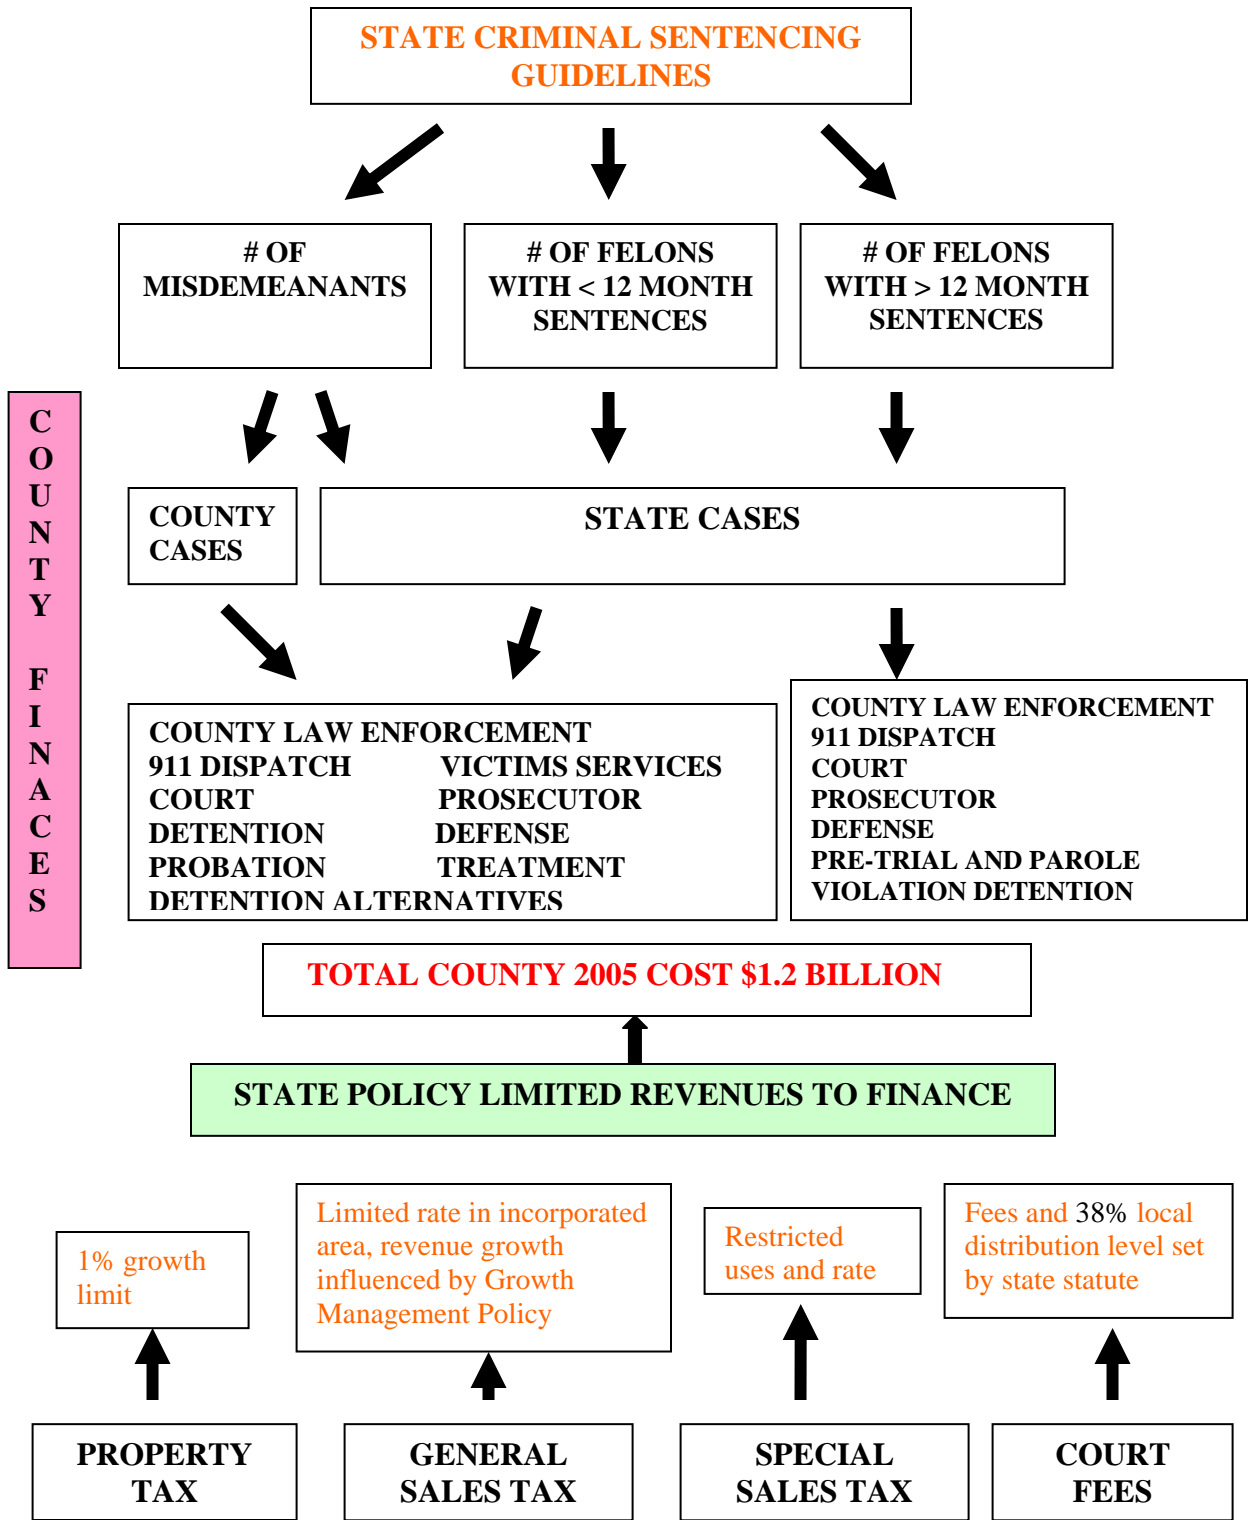 STATE CRIMINAL SENTENCING
GUIDELINES
# OF
MISDEMEANANTS
# OF FELONS
WITH < 12 MONTH
SENTENCES
# OF FELONS
WITH > 12 MONTH
SENTENCES
C
O
U
N
T
Y
F
I
N
A
C
E
S
COUNTY
CASES
STATE CASES
COUNTY LAW ENFORCEMENT
911 DISPATCH VICTIMS SERVICES
COURT PROSECUTOR
DETENTION DEFENSE
PROBATION TREATMENT
DETENTION ALTERNATIVES
COUNTY LAW ENFORCEMENT
911 DISPATCH
COURT
PROSECUTOR
DEFENSE
PRE-TRIAL AND PAROLE
VIOLATION DETENTION
TOTAL COUNTY 2005 COST $1.2 BILLION
STATE POLICY LIMITED REVENUES TO FINANCE
1% growth
limit
Limited rate in incorporated
area, revenue growth
influenced by Growth
Management Policy
Restricted
uses and rate
Fees and 38% local
distribution level set
by state statute
PROPERTY
TAX
GENERAL
SALES TAX
SPECIAL
SALES TAX
COURT
FEES